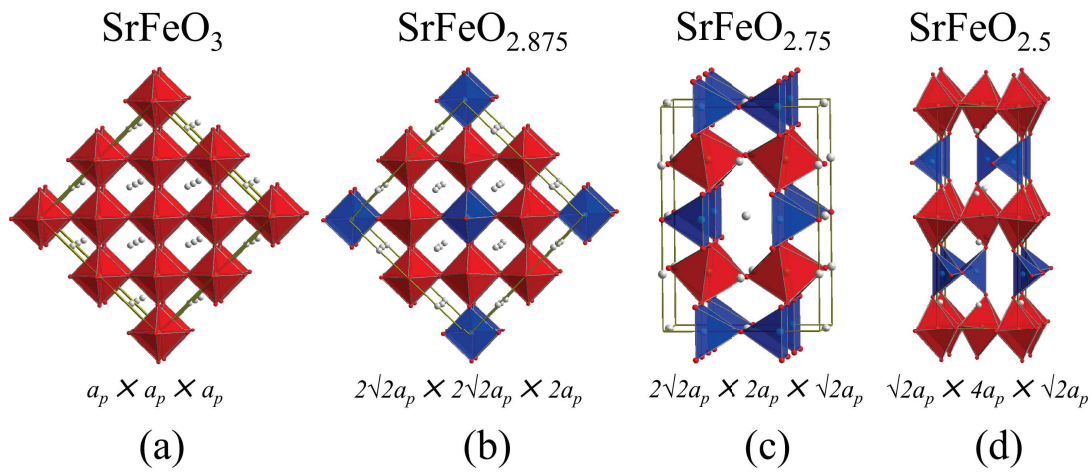 SrFeO₃ SrFeO₂.₈₇₅ SrFeO₂.₇₅ SrFeO₂.₅
aₚ × aₚ × aₚ 2√2aₚ × 2√2aₚ × 2aₚ 2√2aₚ × 2aₚ × √2aₚ √2aₚ × 4aₚ × √2aₚ
(a) (b) (c) (d)